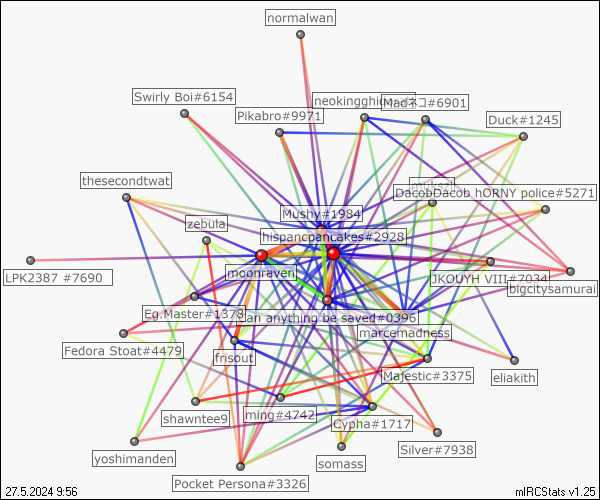 normalwan
Swirly Boi#6154
neokingghidorah
Madネコ#6901
Pikabro#9971
Duck#1245
thesecondtwat
DacobDacob hORNY police#5271
Mushy#1984
zebula
hispancpancakes#2928
LPK2387 #7690
moonraven
JKOUYH VIII#7034
bigcitysamurai
Eg.Master#1378
can anything be saved#0396
marcemadness
Fedora Stoat#4479
frisout
Majestic#3375
eliakith
shawntee9
ming#4742
Cypha#1717
yoshimanden
somass
Silver#7938
Pocket Persona#3326
27.5.2024 9:56
mIRCStats v1.25